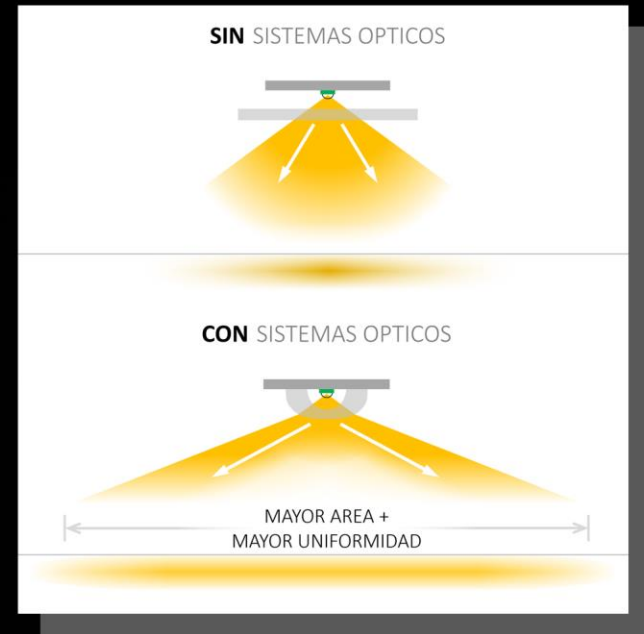 SIN SISTEMAS OPTICOS
CON SISTEMAS OPTICOS
MAYOR AREA +
MAYOR UNIFORMIDAD